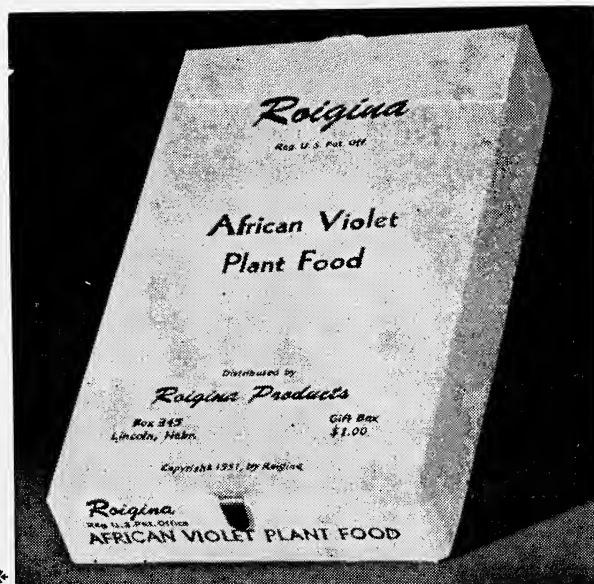 Roigina
Reg. U. S. Pat. Off.
African Violet
Plant Food
Distributed by
Roigina Products
Box 345
Lincoln, Nebr.
Gift Box
$1.00
Copyright 1951, by Roigina
Roigina
Reg U.S. Pat. Office
AFRICAN VIOLET PLANT FOOD